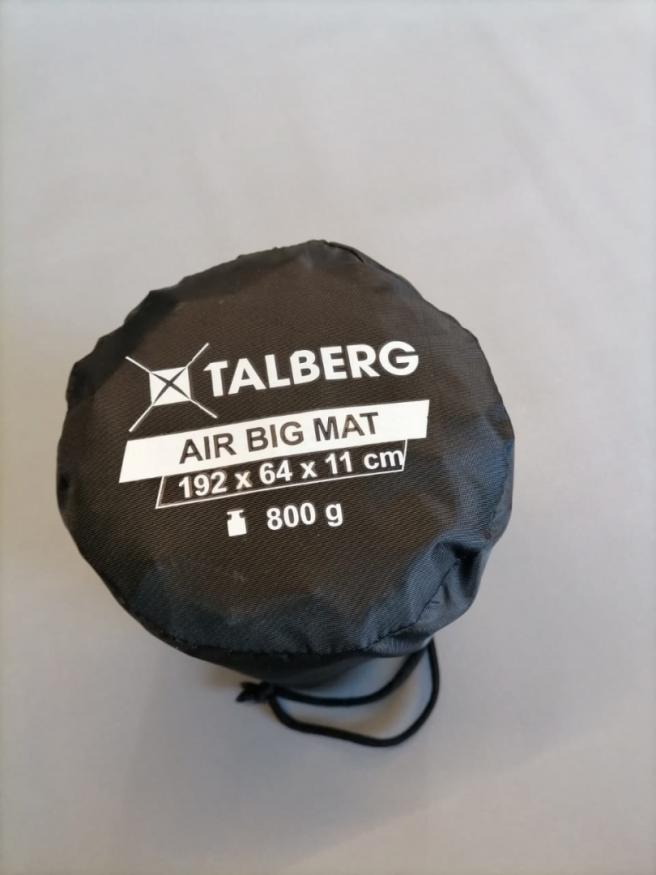 TALBERG
AIR BIG MAT
192 x 64 x 11 cm
800 g